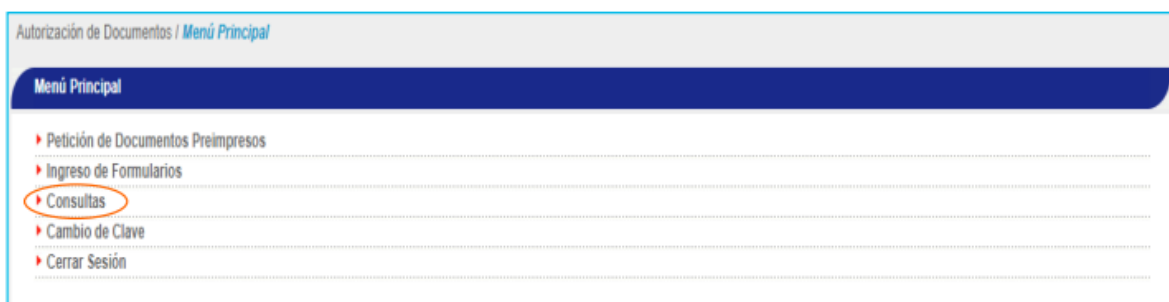 Autorización de Documentos / Menú Principal
Menú Principal
Petición de Documentos Preimpresos
Ingreso de Formularios
Consultas
Cambio de Clave
Cerrar Sesión